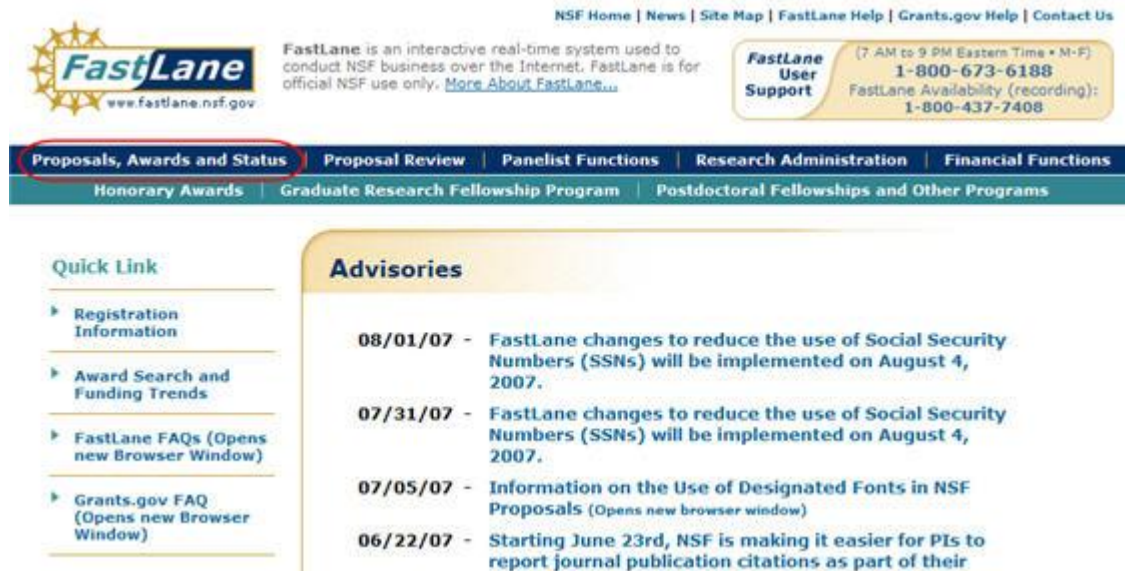 NSF Home | News | Site Map | FastLane Help | Grants.gov Help | Contact Us
FastLane
www.fastlane.nsf.gov
FastLane is an interactive real-time system used to
conduct NSF business over the Internet. FastLane is for
official NSF use only. More About FastLane...
FastLane
User
Support
(7 AM to 9 PM Eastern Time • M-F)
1-800-673-6188
FastLane Availability (recording):
1-800-437-7408
Proposals, Awards and Status | Proposal Review | Panelist Functions | Research Administration | Financial Functions
Honorary Awards | Graduate Research Fellowship Program | Postdoctoral Fellowships and Other Programs
Quick Link
Registration
Information
Award Search and
Funding Trends
FastLane FAQs (Opens
new Browser Window)
Grants.gov FAQ
(Opens new Browser
Window)
Advisories
08/01/07 - FastLane changes to reduce the use of Social Security
Numbers (SSNs) will be implemented on August 4,
2007.
07/31/07 - FastLane changes to reduce the use of Social Security
Numbers (SSNs) will be implemented on August 4,
2007.
07/05/07 - Information on the Use of Designated Fonts in NSF
Proposals (Opens new browser window)
06/22/07 - Starting June 23rd, NSF is making it easier for PIs to
report journal publication citations as part of their